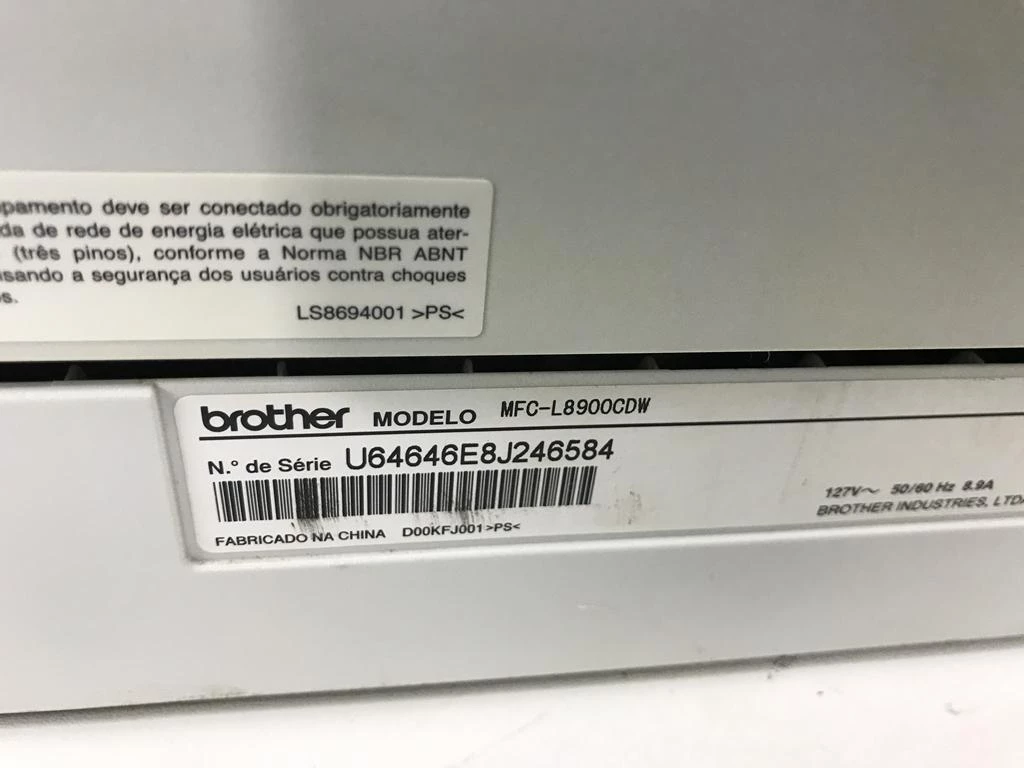 pamento deve ser conectado obrigatoriamente
da de rede de energia elétrica que possua ater-
(três pinos), conforme a Norma NBR ABNT
sando a segurança dos usuários contra choques
s.
LS8694001 >PS<
brother MODELO MFC-L8900CDW
N.° de Série U64646E8J246584
127V~ 50/60 Hz 8.9A
BROTHER INDUSTRIES, LTD.
FABRICADO NA CHINA D00KFJ001>PS<